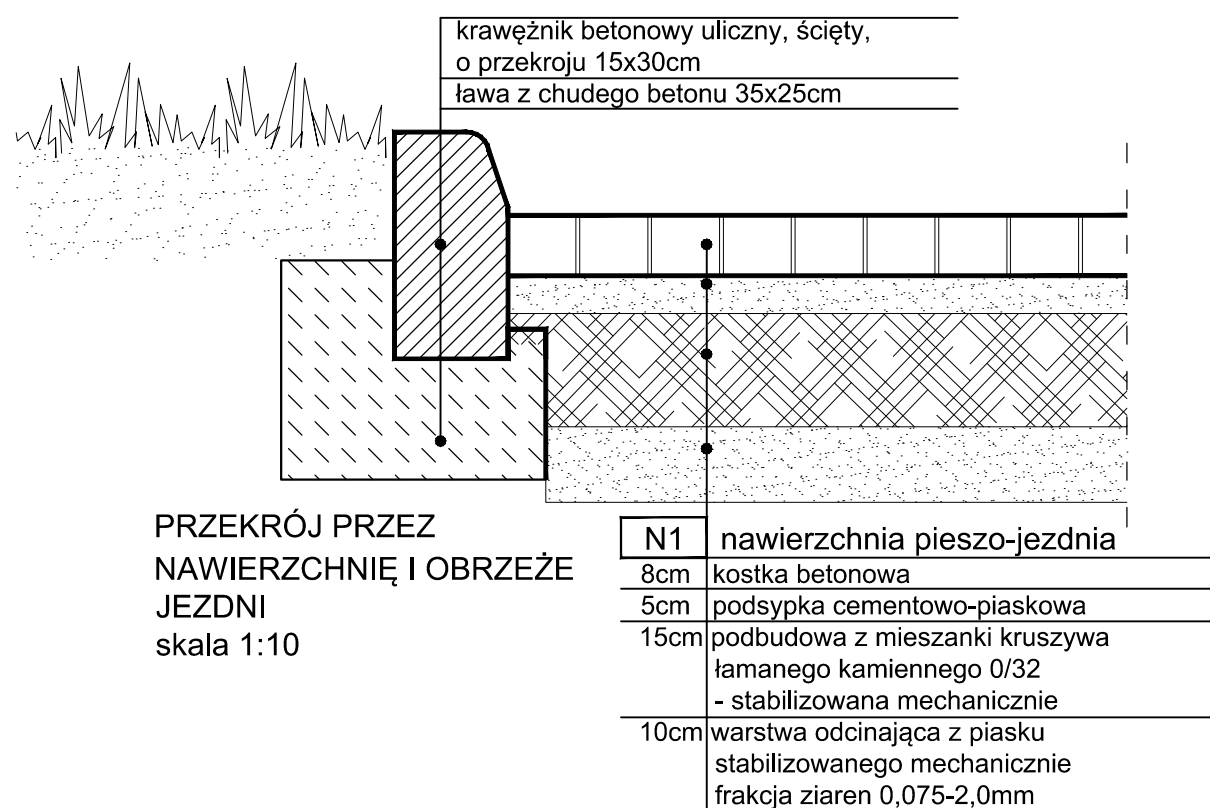 krawężnik betonowy uliczny, ścięty,
o przekroju 15x30cm
ława z chudego betonu 35x25cm
PRZEKRÓJ PRZEZ
NAWIERZCHNIĘ I OBRZEŻE
JEZDNI
skala 1:10
N1 nawierzchnia pieszo-jezdnia
8cm kostka betonowa
5cm podsypka cementowo-piaskowa
15cm podbudowa z mieszanki kruszywa
łamanego kamiennego 0/32
- stabilizowana mechanicznie
10cm warstwa odcinająca z piasku
stabilizowanego mechanicznie
frakcja ziaren 0,075-2,0mm